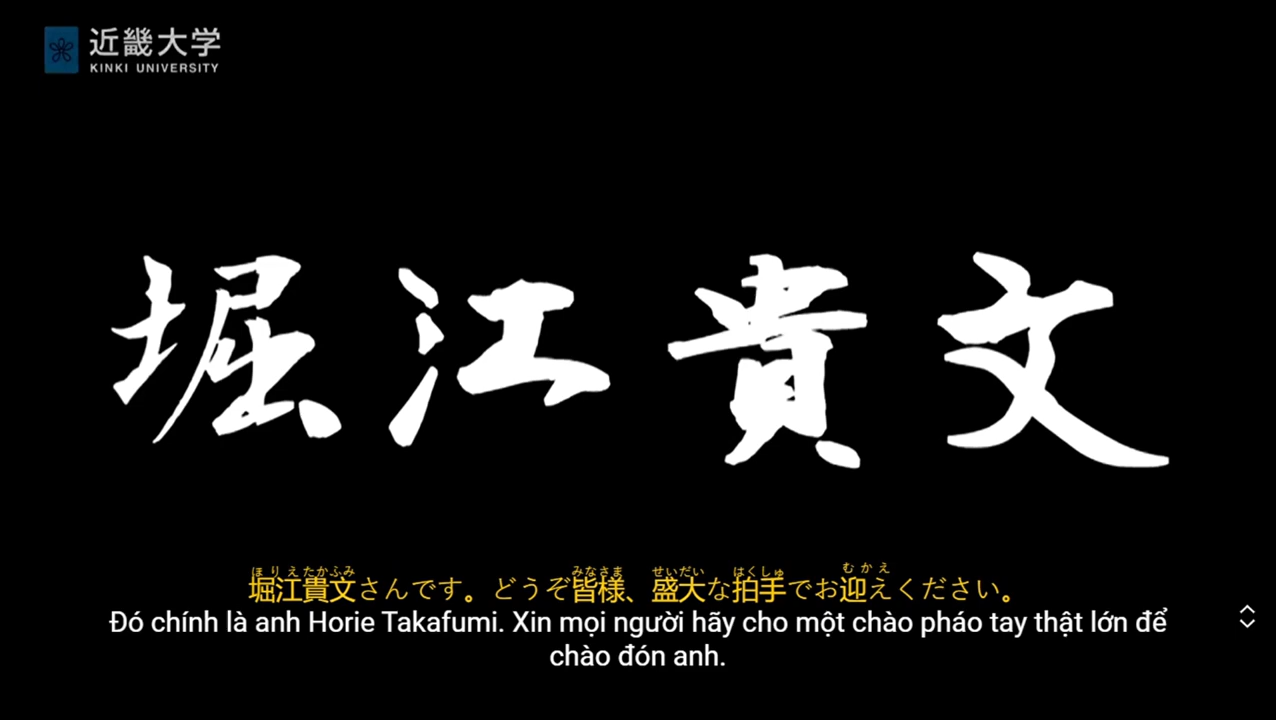 近畿大学
KINKI UNIVERSITY
堀江貴文
ほりえたかふみ みなさま せいだい はくしゅ むかえ
堀江貴文さんです。どうぞ皆様、盛大な拍手でお迎えください。
Đó chính là anh Horie Takafumi. Xin mọi người hãy cho một chào pháo tay thật lớn để
chào đón anh.